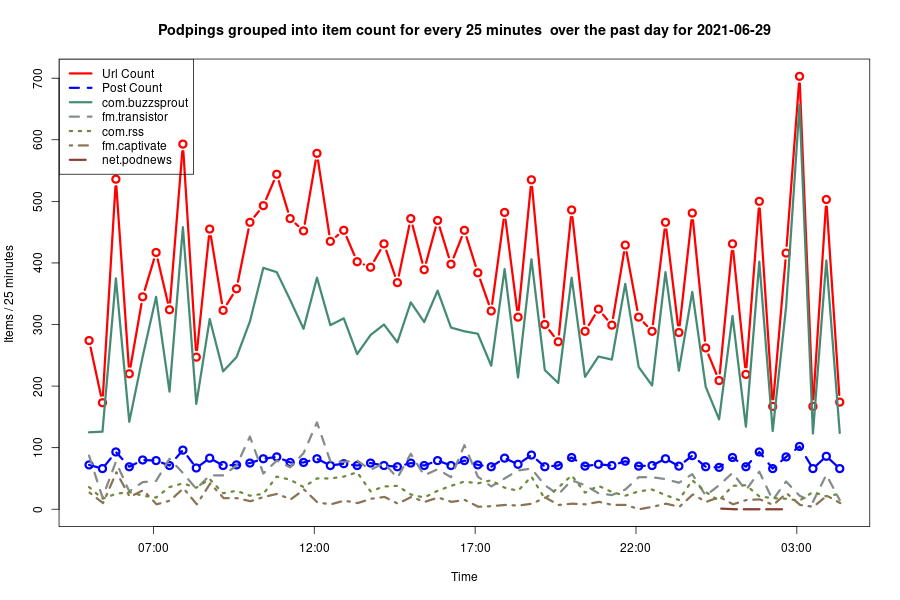 Podpings grouped into item count for every 25 minutes  over the past day for 2021-06-29
Items / 25 minutes
700
600
500
400
300
200
100
0
Url Count
Post Count
com.buzzsprout
fm.transistor
com.rss
fm.captivate
net.podnews
07:00
12:00
17:00
22:00
03:00
Time